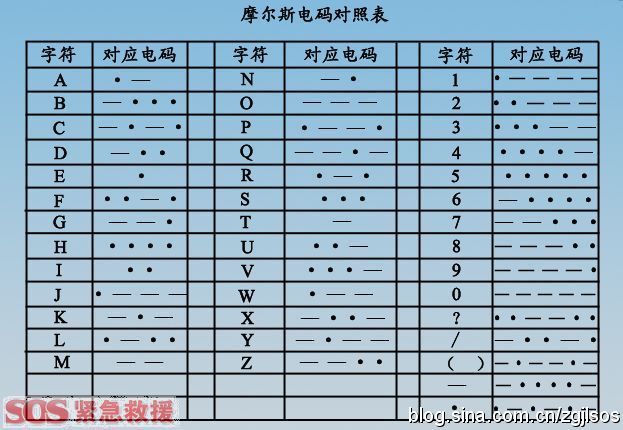 摩尔斯电码对照表
字符 对应电码 字符 对应电码 字符 对应电码
A • — N — • 1 • — — — —
B — • • • O — — — 2 • • — — —
C — • — • P • — — • 3 • • • — —
D — • • Q — — • — 4 • • • • —
E • R • — • 5 • • • • •
F • • — • S • • • 6 — • • • •
G — — • T — 7 — — • • •
H • • • • U • • — 8 — — — • •
I • • V • • • — 9 — — — — •
J • — — — W • — — 0 — — — — —
K — • — X — • • — ? • • — — • •
L • — • • Y — • — — / — • • — •
M — — Z — — • • ( ) — • — — • —
— — • • • • —
SOS 紧急救援
blog.sina.com.cn/zgjlsos